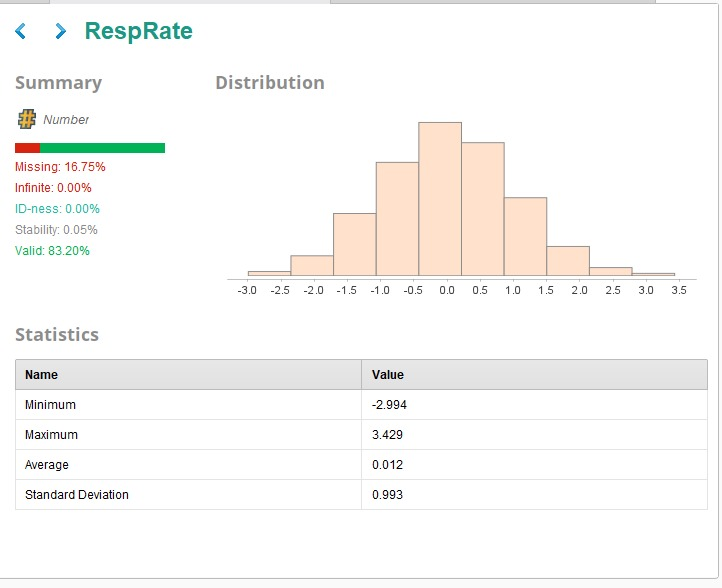 RespRate
Summary
Distribution
# Number
Missing: 16.75%
Infinite: 0.00%
ID-ness: 0.00%
Stability: 0.05%
Valid: 83.20%
-3.0 -2.5 -2.0 -1.5 -1.0 -0.5 0.0 0.5 1.0 1.5 2.0 2.5 3.0 3.5
Statistics
Name Value
Minimum -2.994
Maximum 3.429
Average 0.012
Standard Deviation 0.993